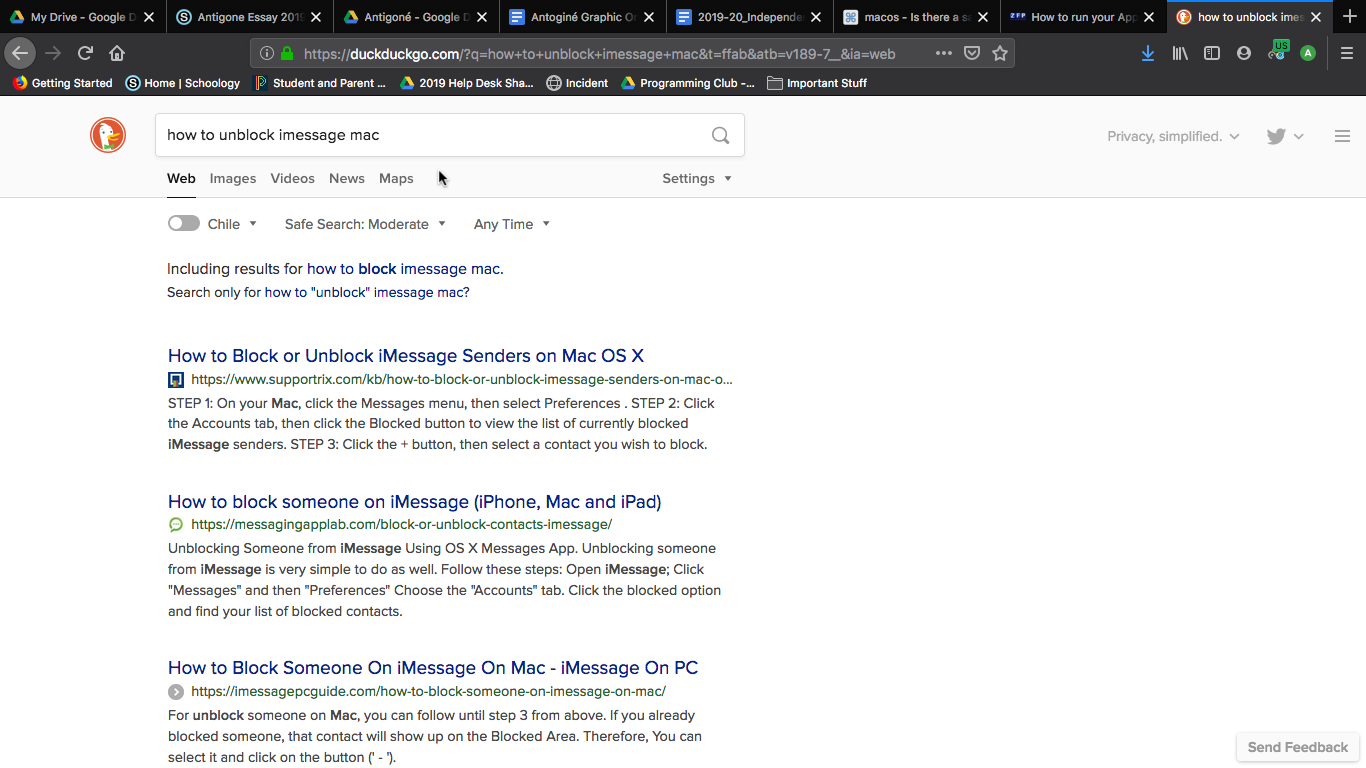 My Drive - Google D
Antigone Essay 2019
Antigoné - Google D
Antoginé Graphic O
2019-20_Independe
macos - Is there a sa
ZFP How to run your App
how to unblock imes
https://duckduckgo.com/?q=how+to+unblock+imessage+mac&t=ffab&atb=v189-7__&ia=web
US
A
Getting Started
Home | Schoology
Student and Parent ...
2019 Help Desk Sha...
Incident
Programming Club -...
Important Stuff
how to unblock imessage mac
Privacy, simplified.
Web Images Videos News Maps Settings
Chile Safe Search: Moderate Any Time
Including results for how to block imessage mac.
Search only for how to "unblock" imessage mac?
How to Block or Unblock iMessage Senders on Mac OS X
https://www.supportrix.com/kb/how-to-block-or-unblock-imessage-senders-on-mac-o...
STEP 1: On your Mac, click the Messages menu, then select Preferences . STEP 2: Click
the Accounts tab, then click the Blocked button to view the list of currently blocked
iMessage senders. STEP 3: Click the + button, then select a contact you wish to block.
How to block someone on iMessage (iPhone, Mac and iPad)
https://messagingapplab.com/block-or-unblock-contacts-imessage/
Unblocking Someone from iMessage Using OS X Messages App. Unblocking someone
from iMessage is very simple to do as well. Follow these steps: Open iMessage; Click
"Messages" and then "Preferences" Choose the "Accounts" tab. Click the blocked option
and find your list of blocked contacts.
How to Block Someone On iMessage On Mac - iMessage On PC
https://imessagepcguide.com/how-to-block-someone-on-imessage-on-mac/
For unblock someone on Mac, you can follow until step 3 from above. If you already
blocked someone, that contact will show up on the Blocked Area. Therefore, You can
select it and click on the button (' - ').
Send Feedback